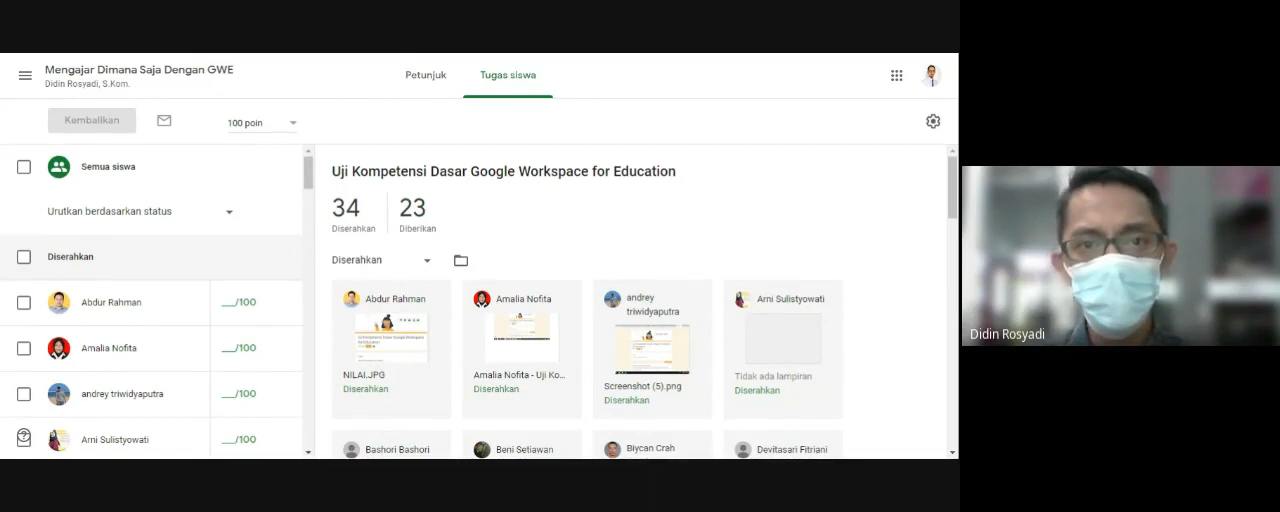 Mengajar Dimana Saja Dengan GWE
Didin Rosyadi, S.Kom.
Petunjuk
Tugas siswa
Kembalikan
100 poin
Semua siswa
Urutkan berdasarkan status
Diserahkan
Abdur Rahman
__/100
Amalia Nofita
__/100
andrey triwidyaputra
__/100
Arni Sulistyowati
__/100
Uji Kompetensi Dasar Google Workspace for Education
34
Diserahkan
23
Diberikan
Diserahkan
Abdur Rahman
NILAI.JPG
Diserahkan
Amalia Nofita
Amalia Nofita - Uji Ko...
Diserahkan
andrey
triwidyaputra
Screenshot (5).png
Diserahkan
Arni Sulistyowati
Tidak ada lampiran
Diserahkan
Bashori Bashori
Beni Setiawan
Biycan Crah
Devitasari Fitriani
Didin Rosyadi